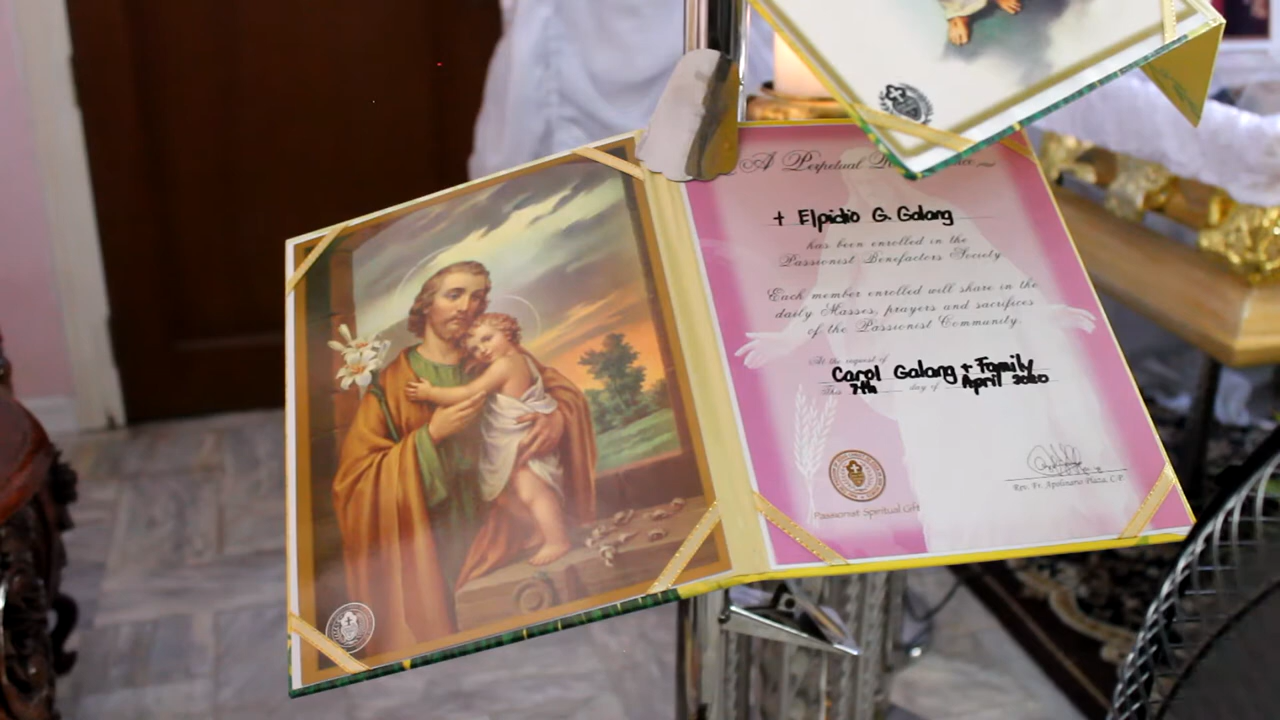 A Perpetual
+ Elpidio G. Galang
has been enrolled in the
Passionist Benefactors Society
Each member enrolled will share in the
daily Masses, prayers and sacrifices
of the Passionist Community.
At the request of
Carol Galang + Family
This 7th day of April 2020
Rev. Fr. Apolinario Plaza, C.P.
Passionist Spiritual Gift